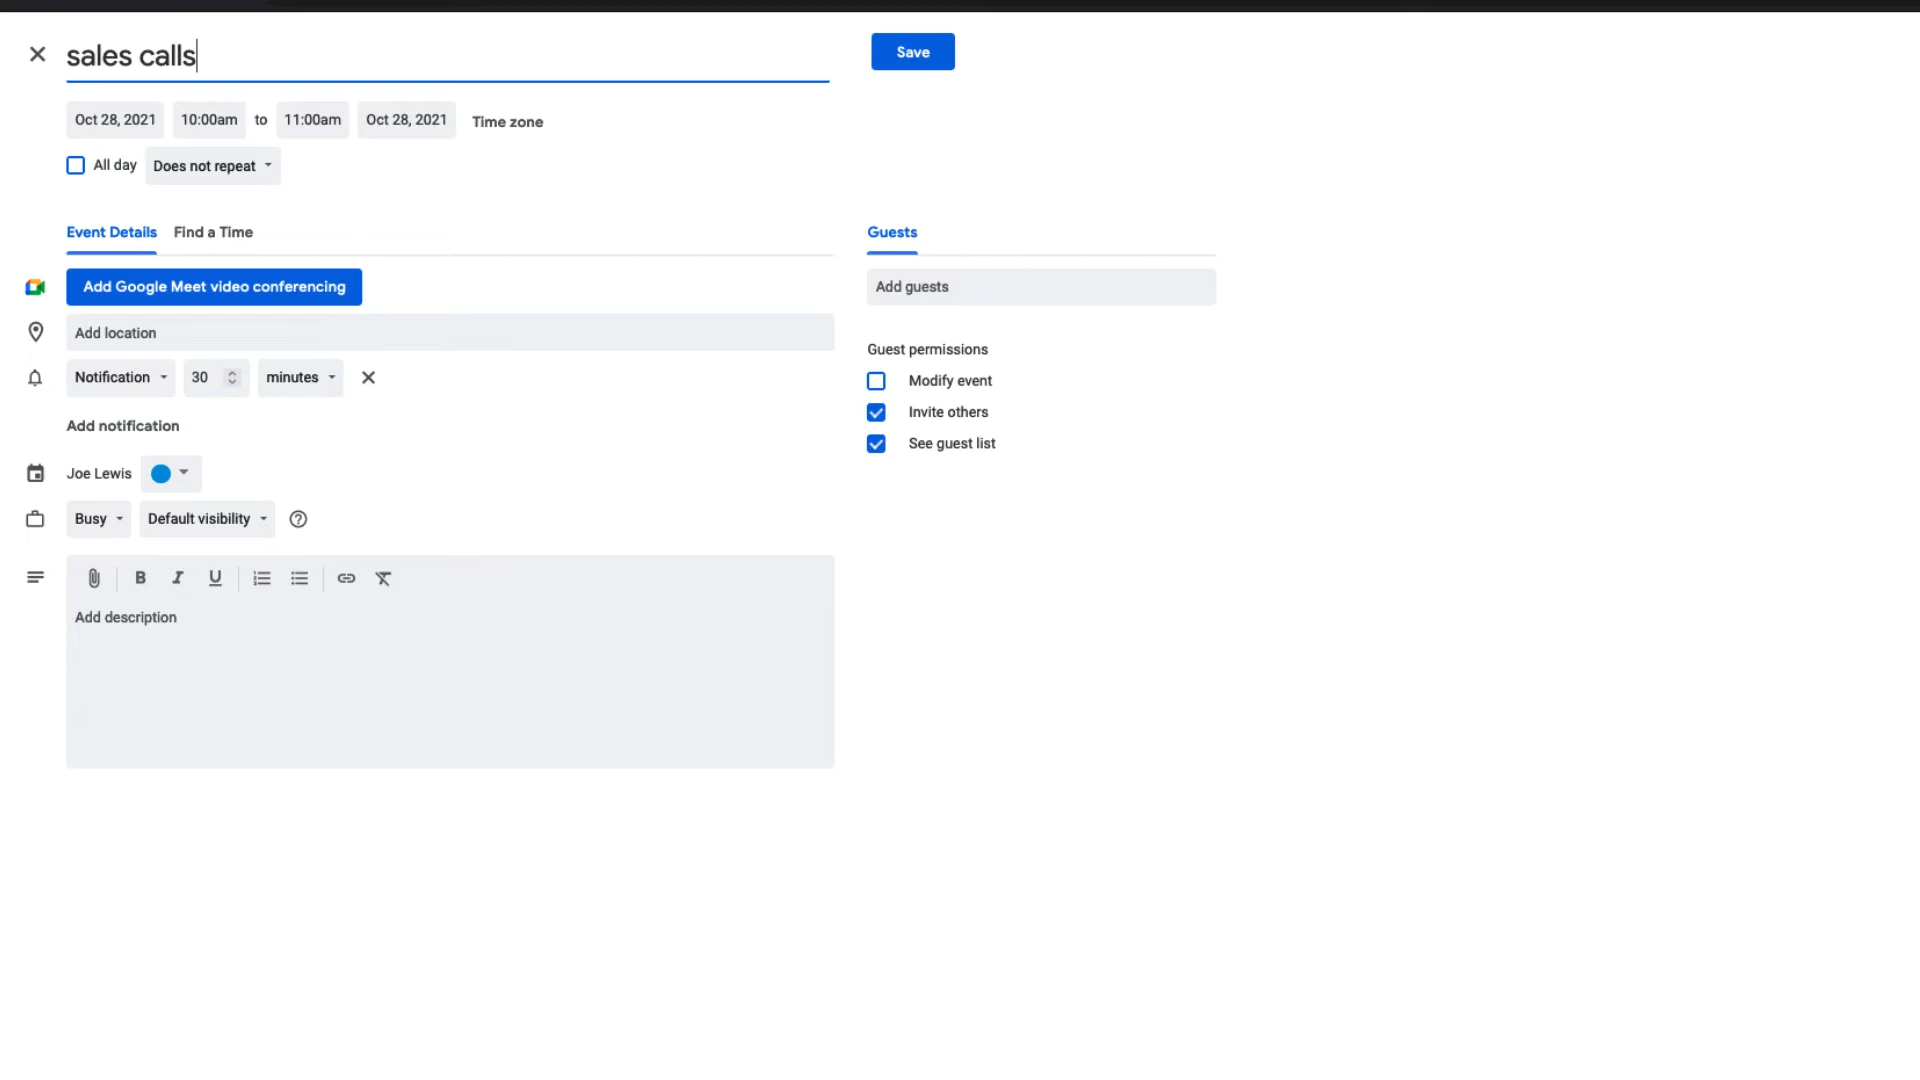 sales calls
Save
Oct 28, 2021 10:00am to 11:00am Oct 28, 2021 Time zone
All day Does not repeat
Event Details Find a Time
Guests
Add Google Meet video conferencing
Add guests
Add location
Guest permissions
Notification 30 minutes
Modify event
Invite others
Add notification
See guest list
Joe Lewis
Busy Default visibility
B I U
Add description